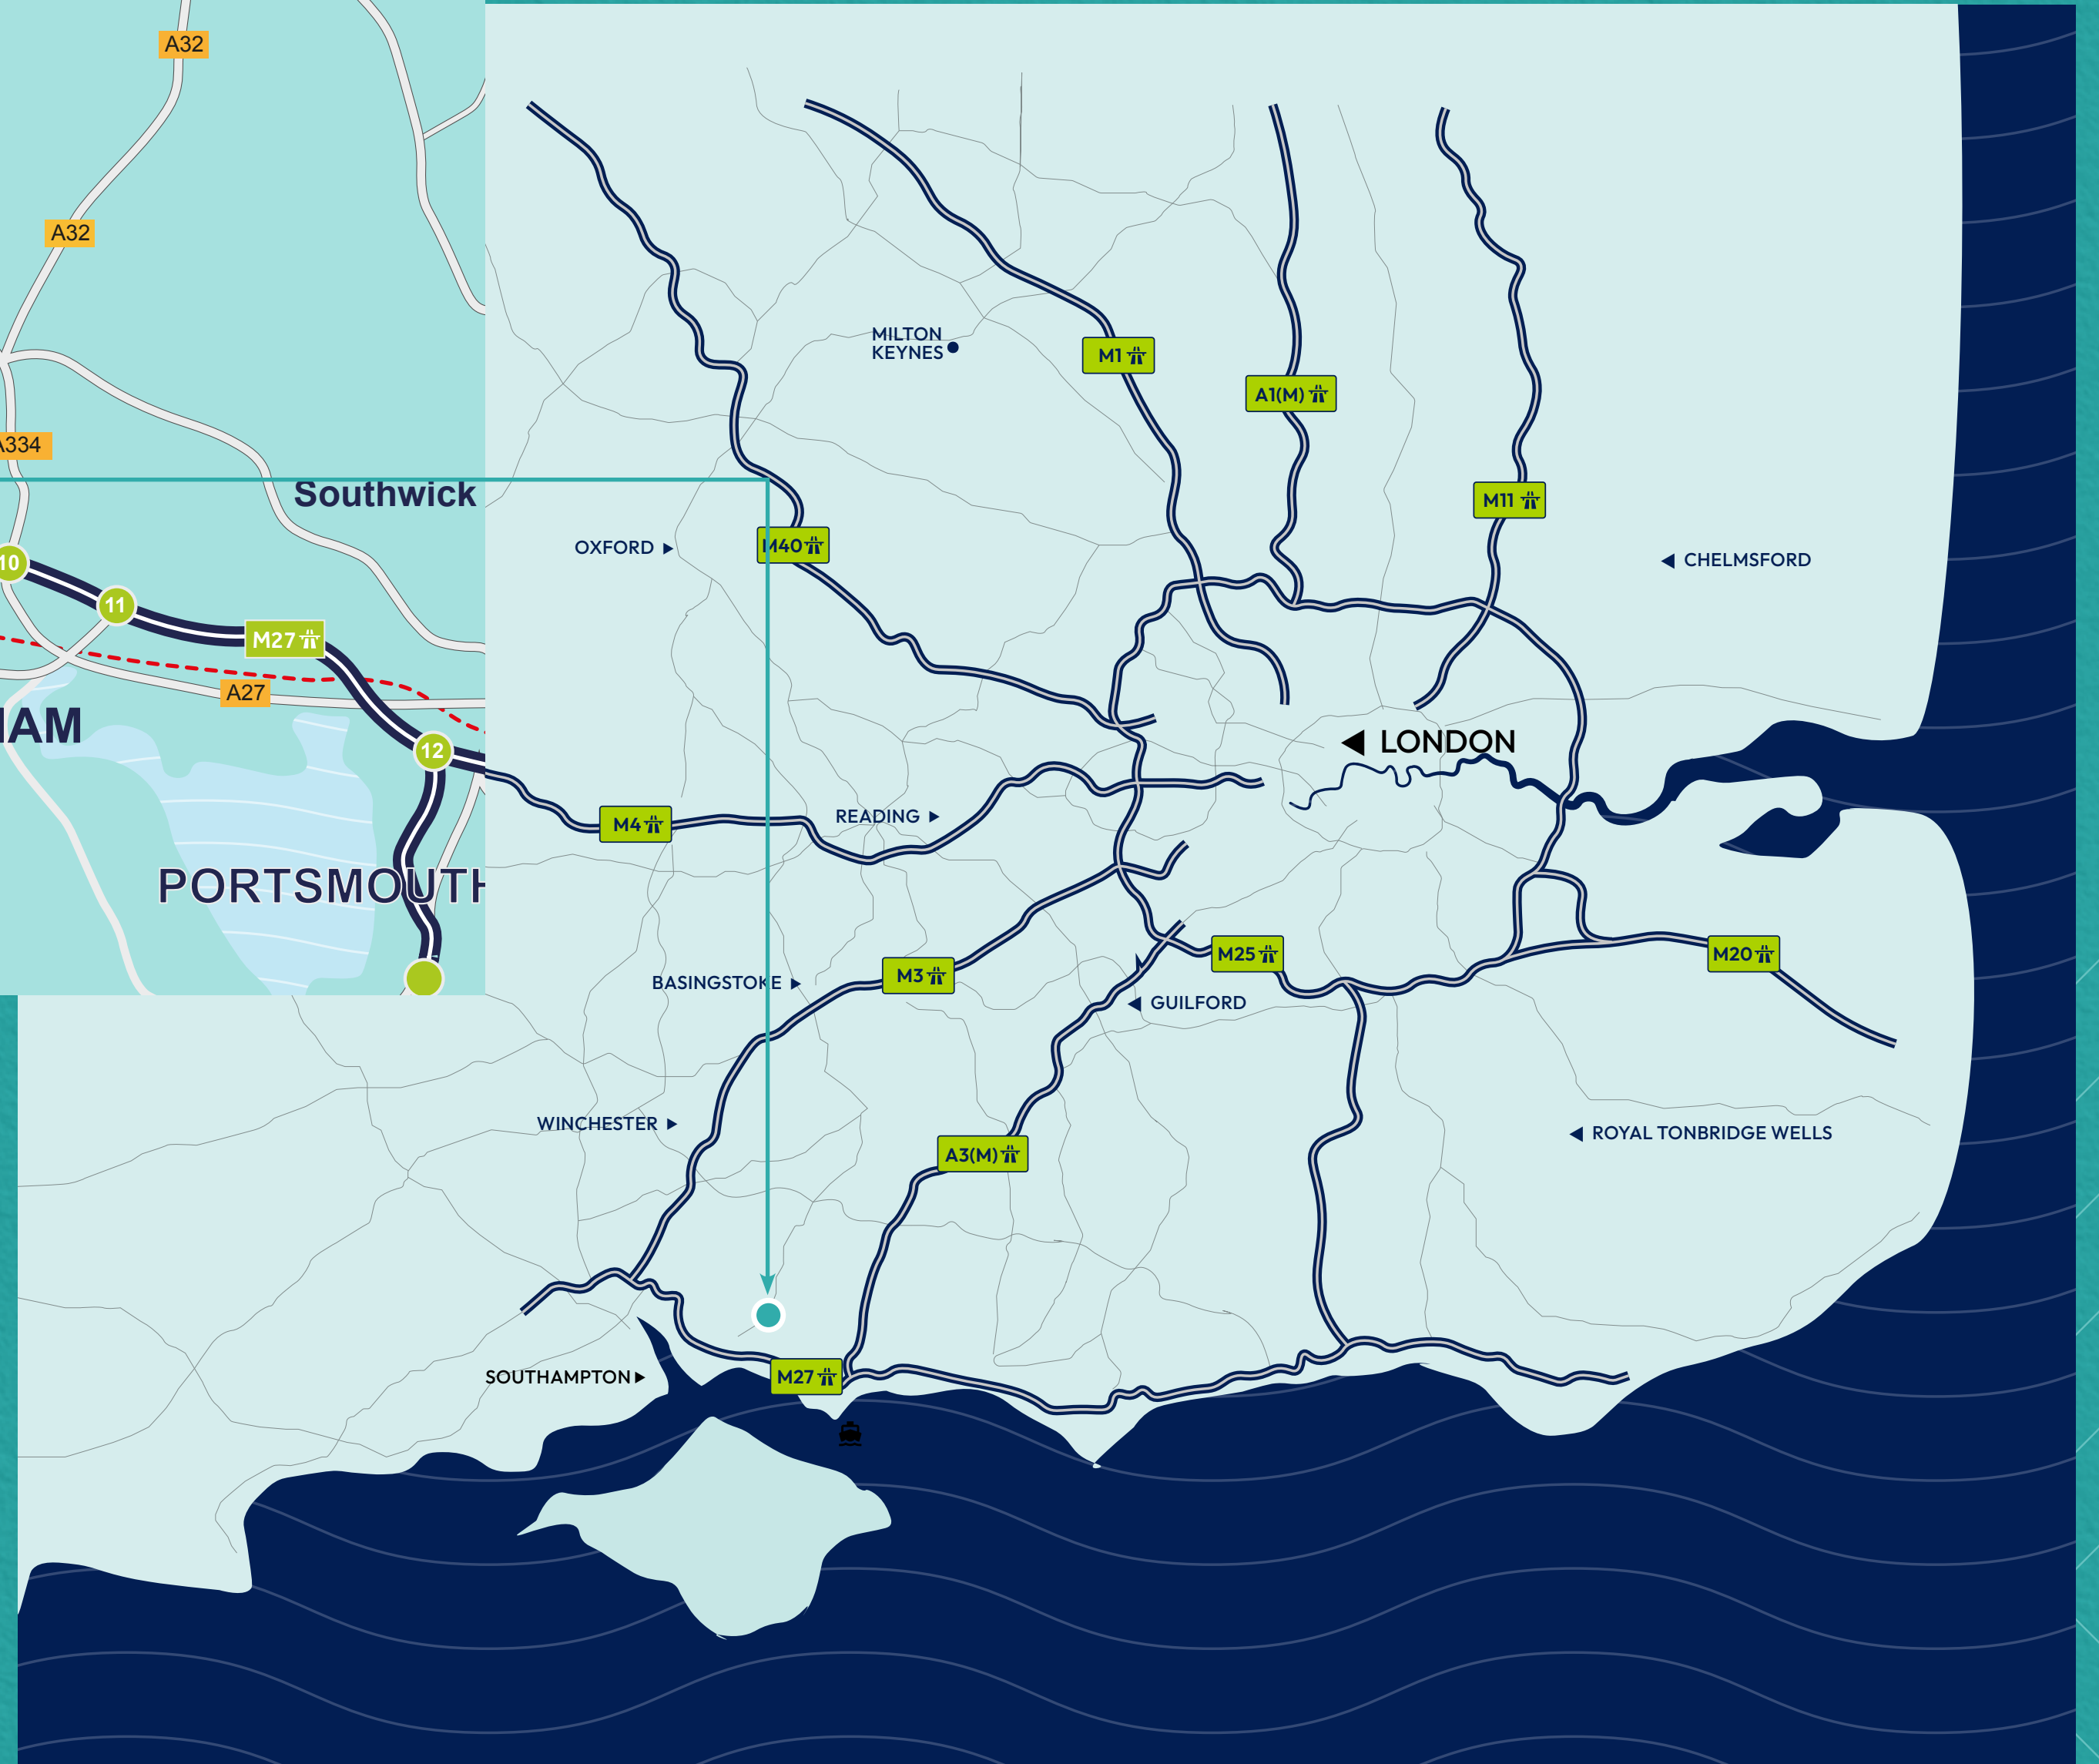 A32
A32
MILTON
KEYNES
M1
A1(M)
A334
Southwick
M11
OXFORD
M40
CHELMSFORD
10
11
M27
A27
HAM
LONDON
12
M4
READING
PORTSMOUTH
M25
M20
M3
BASINGSTOKE
GUILFORD
WINCHESTER
A3(M)
ROYAL TONBRIDGE WELLS
SOUTHAMPTON
M27